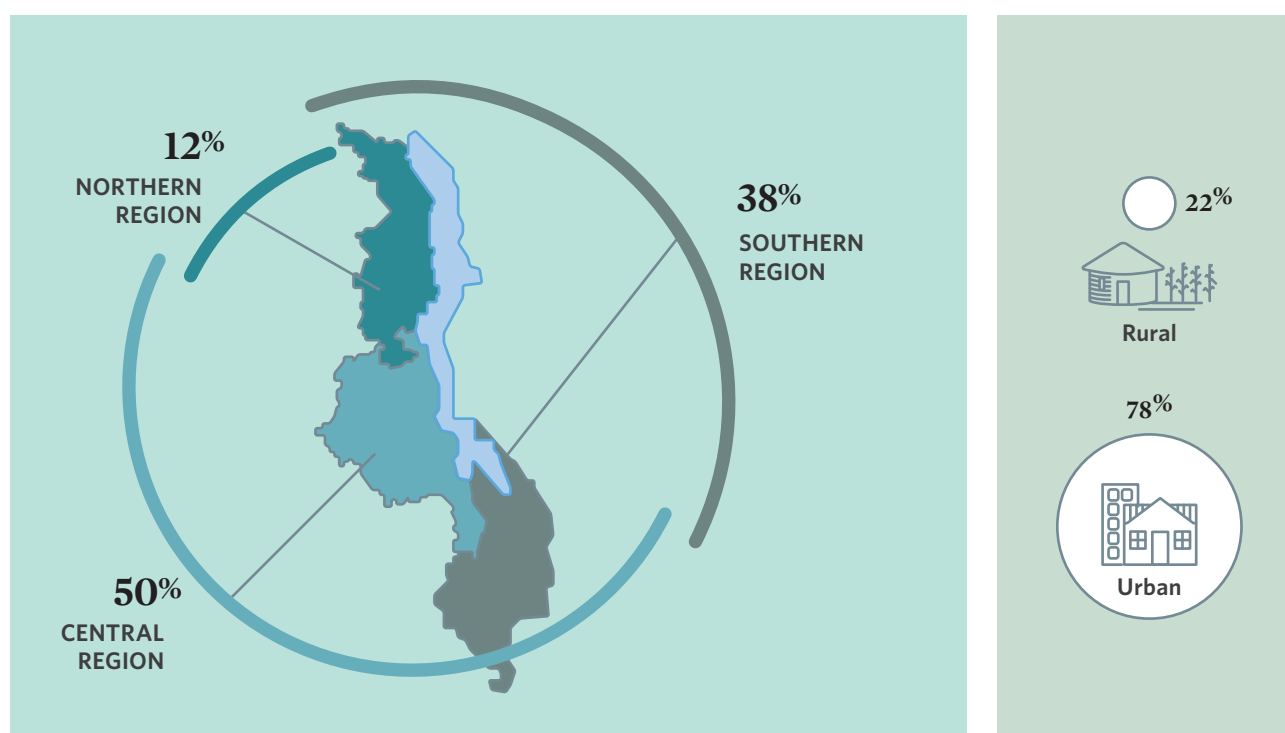 12%
NORTHERN
REGION
38%
SOUTHERN
REGION
50%
CENTRAL
REGION
22%
Rural
78%
Urban